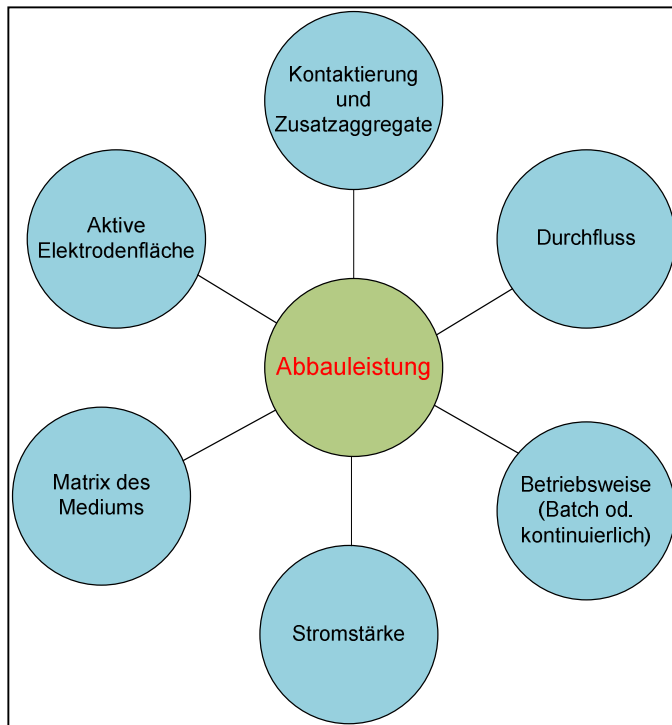 Kontaktierung
und
Zusatzaggregate
Aktive
Elektrodenfläche
Durchfluss
Abbauleistung
Matrix des
Mediums
Betriebsweise
(Batch od.
kontinuierlich)
Stromstärke